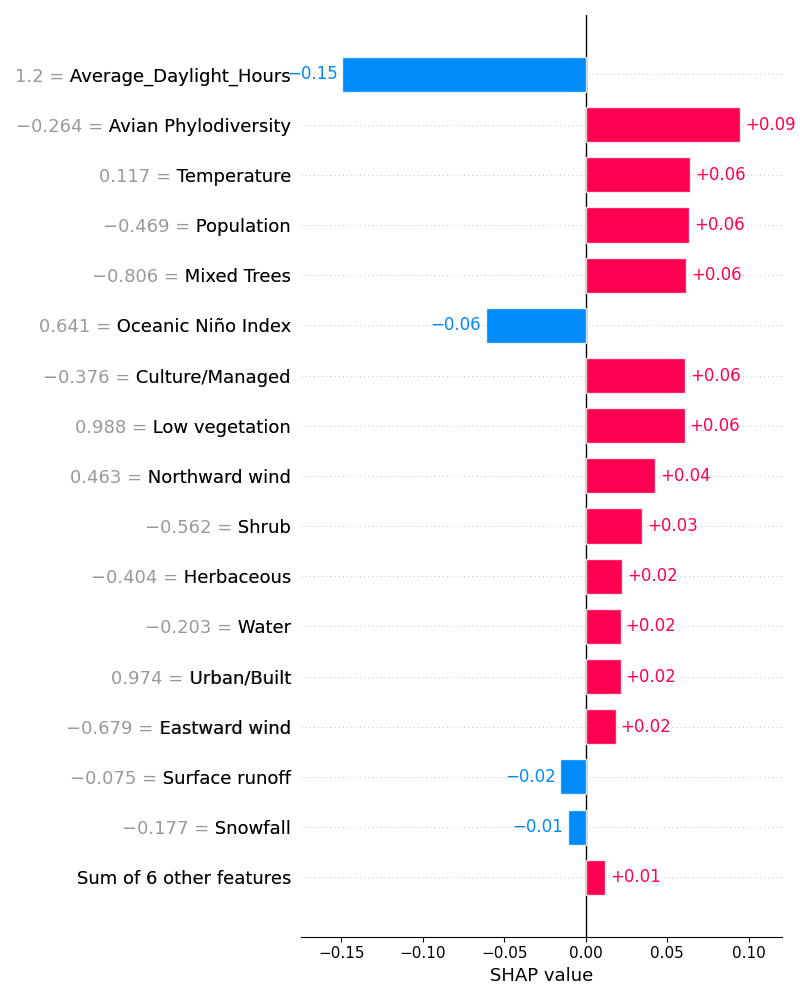 1.2 = Average_Daylight_Hours −0.15
−0.264 = Avian Phylodiversity +0.09
0.117 = Temperature +0.06
−0.469 = Population +0.06
−0.806 = Mixed Trees +0.06
0.641 = Oceanic Niño Index −0.06
−0.376 = Culture/Managed +0.06
0.988 = Low vegetation +0.06
0.463 = Northward wind +0.04
−0.562 = Shrub +0.03
−0.404 = Herbaceous +0.02
−0.203 = Water +0.02
0.974 = Urban/Built +0.02
−0.679 = Eastward wind +0.02
−0.075 = Surface runoff −0.02
−0.177 = Snowfall −0.01
Sum of 6 other features +0.01
−0.15 −0.10 −0.05 0.00 0.05 0.10
SHAP value